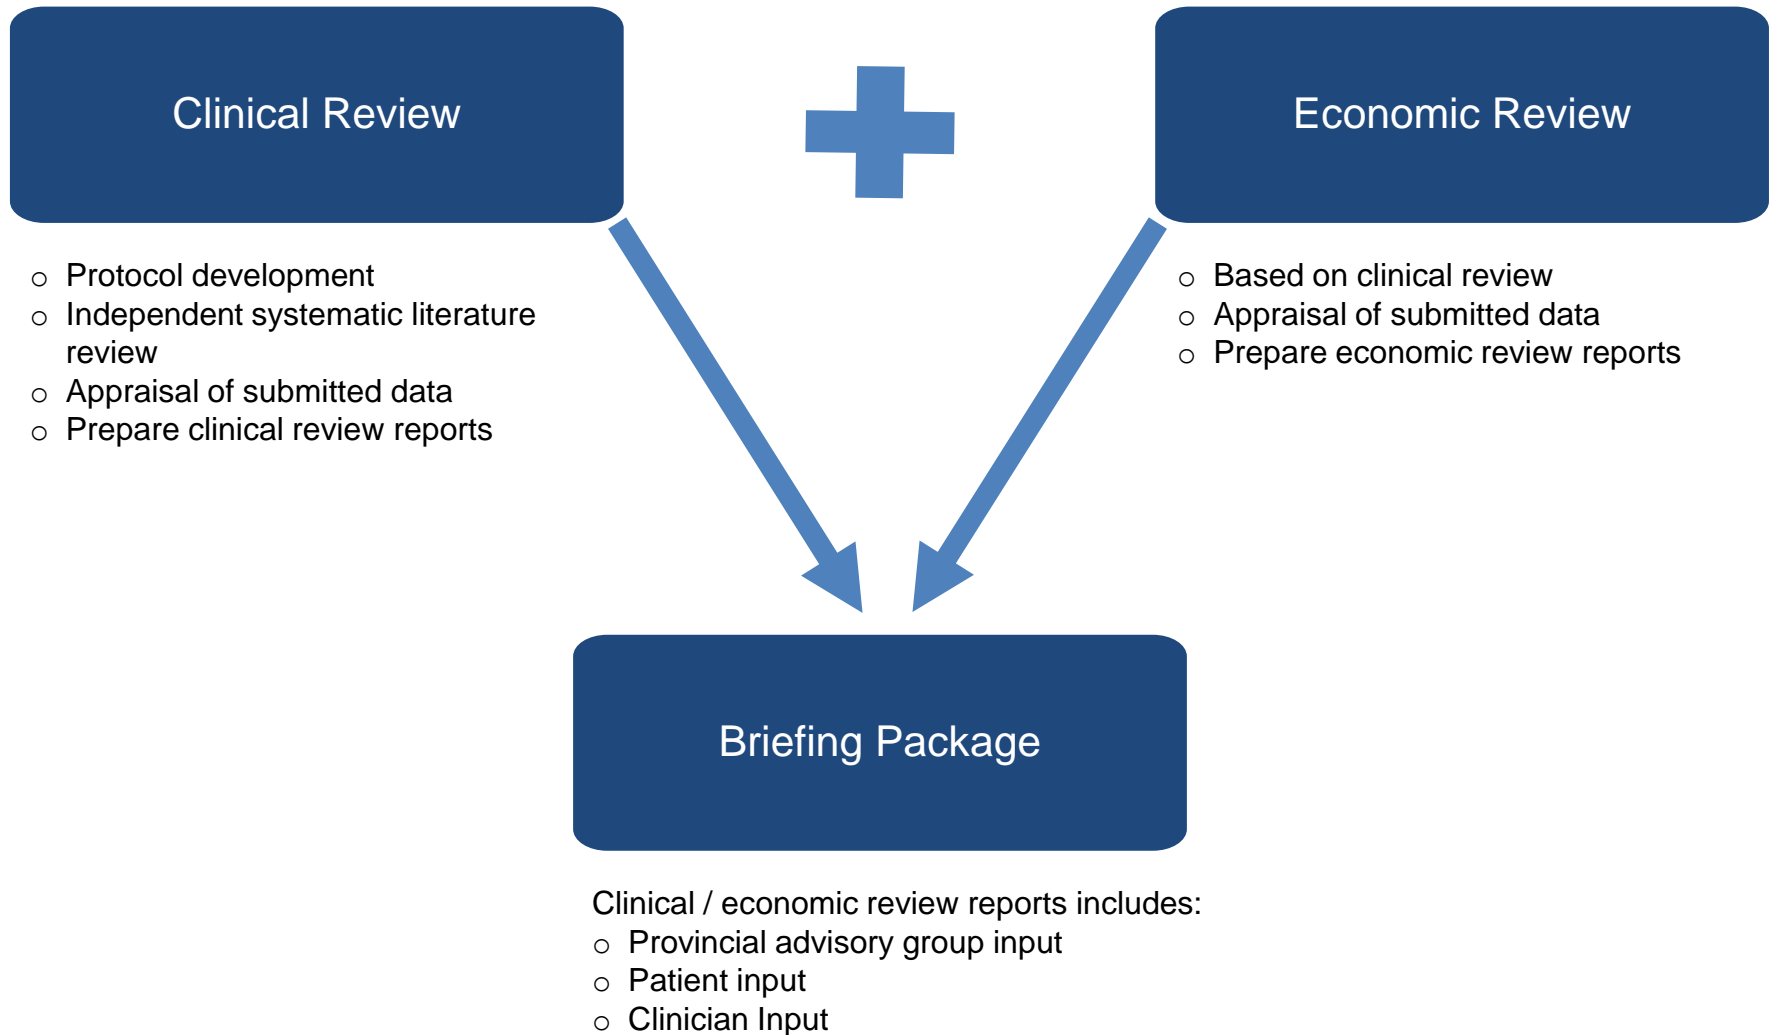 Clinical Review
Economic Review
o Protocol development
o Independent systematic literature
review
o Appraisal of submitted data
o Prepare clinical review reports
o Based on clinical review
o Appraisal of submitted data
o Prepare economic review reports
Briefing Package
Clinical / economic review reports includes:
o Provincial advisory group input
o Patient input
o Clinician Input